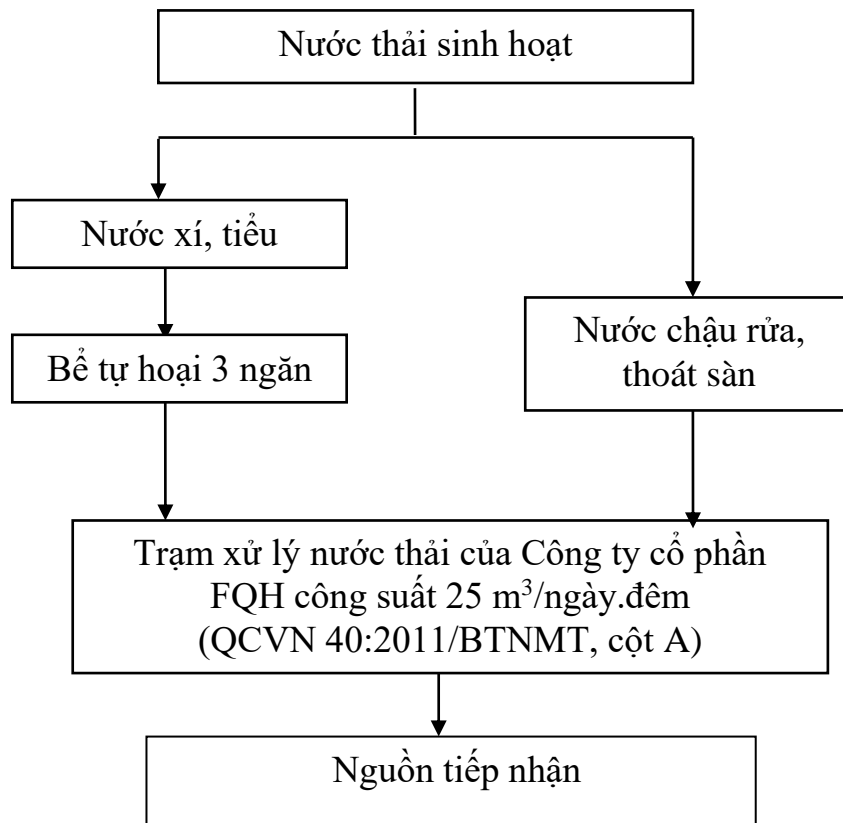 Nước thải sinh hoạt
Nước xí, tiểu
Bể tự hoại 3 ngăn
Nước chậu rửa,
thoát sàn
Trạm xử lý nước thải của Công ty cổ phần
FQH công suất 25 m³/ngày.đêm
(QCVN 40:2011/BTNMT, cột A)
Nguồn tiếp nhận